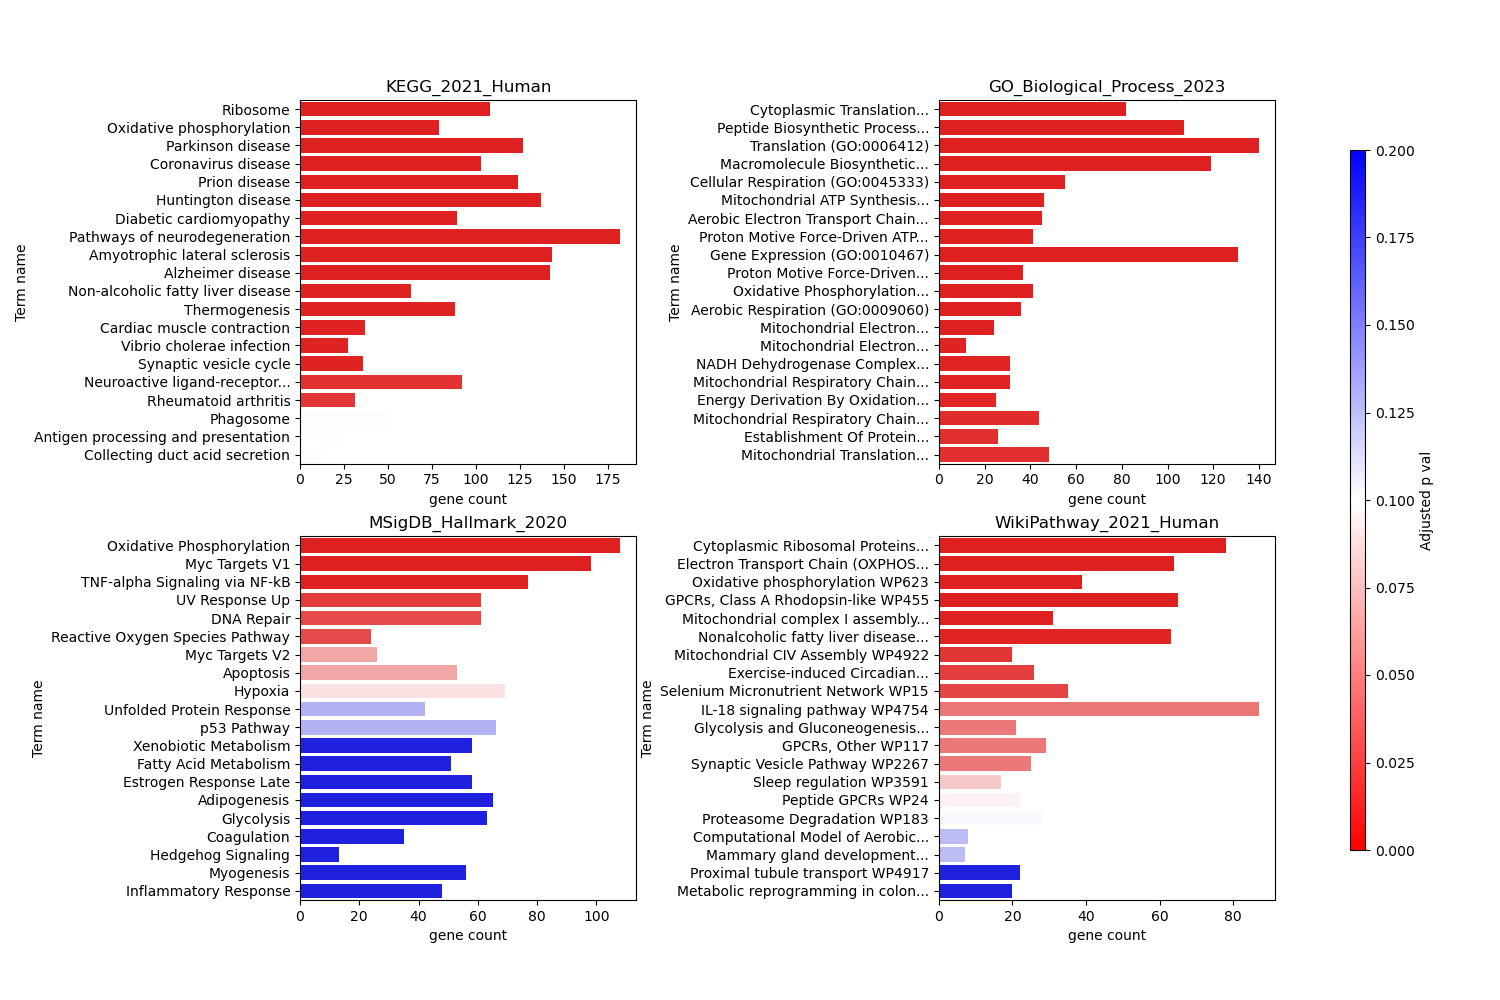 KEGG_2021_Human
Term name
Ribosome
Oxidative phosphorylation
Parkinson disease
Coronavirus disease
Prion disease
Huntington disease
Diabetic cardiomyopathy
Pathways of neurodegeneration
Amyotrophic lateral sclerosis
Alzheimer disease
Non-alcoholic fatty liver disease
Thermogenesis
Cardiac muscle contraction
Vibrio cholerae infection
Synaptic vesicle cycle
Neuroactive ligand-receptor...
Rheumatoid arthritis
Phagosome
Antigen processing and presentation
Collecting duct acid secretion
0 25 50 75 100 125 150 175
gene count
GO_Biological_Process_2023
Term name
Cytoplasmic Translation...
Peptide Biosynthetic Process...
Translation (GO:0006412)
Macromolecule Biosynthetic...
Cellular Respiration (GO:0045333)
Mitochondrial ATP Synthesis...
Aerobic Electron Transport Chain...
Proton Motive Force-Driven ATP...
Gene Expression (GO:0010467)
Proton Motive Force-Driven...
Oxidative Phosphorylation...
Aerobic Respiration (GO:0009060)
Mitochondrial Electron...
Mitochondrial Electron...
NADH Dehydrogenase Complex...
Mitochondrial Respiratory Chain...
Energy Derivation By Oxidation...
Mitochondrial Respiratory Chain...
Establishment Of Protein...
Mitochondrial Translation...
0 20 40 60 80 100 120 140
gene count
MSigDB_Hallmark_2020
Term name
Oxidative Phosphorylation
Myc Targets V1
TNF-alpha Signaling via NF-kB
UV Response Up
DNA Repair
Reactive Oxygen Species Pathway
Myc Targets V2
Apoptosis
Hypoxia
Unfolded Protein Response
p53 Pathway
Xenobiotic Metabolism
Fatty Acid Metabolism
Estrogen Response Late
Adipogenesis
Glycolysis
Coagulation
Hedgehog Signaling
Myogenesis
Inflammatory Response
0 20 40 60 80 100
gene count
WikiPathway_2021_Human
Term name
Cytoplasmic Ribosomal Proteins...
Electron Transport Chain (OXPHOS...
Oxidative phosphorylation WP623
GPCRs, Class A Rhodopsin-like WP455
Mitochondrial complex I assembly...
Nonalcoholic fatty liver disease...
Mitochondrial CIV Assembly WP4922
Exercise-induced Circadian...
Selenium Micronutrient Network WP15
IL-18 signaling pathway WP4754
Glycolysis and Gluconeogenesis...
GPCRs, Other WP117
Synaptic Vesicle Pathway WP2267
Sleep regulation WP3591
Peptide GPCRs WP24
Proteasome Degradation WP183
Computational Model of Aerobic...
Mammary gland development...
Proximal tubule transport WP4917
Metabolic reprogramming in colon...
0 20 40 60 80
gene count
0.200
0.175
0.150
0.125
0.100
0.075
0.050
0.025
0.000
Adjusted p val